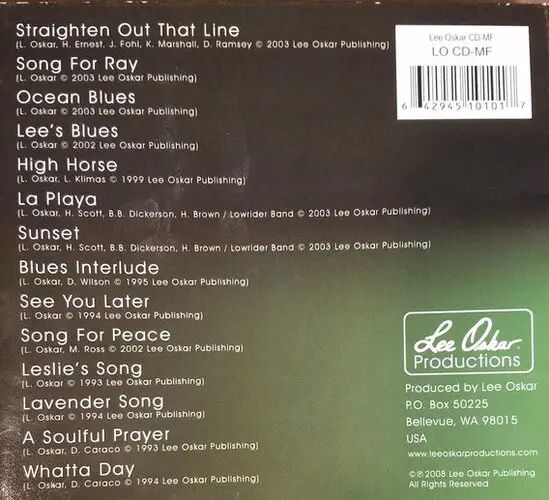 Straighten Out That Line
(L. Oskar, H. Ernest, J. Fohl, K. Marshall, D. Ramsey © 2003 Lee Oskar Publishing)
Song For Ray
(L. Oskar © 2003 Lee Oskar Publishing)
Ocean Blues
(L. Oskar © 2003 Lee Oskar Publishing)
Lee's Blues
(L. Oskar © 2002 Lee Oskar Publishing)
High Horse
(L. Oskar, L. Klimas © 1999 Lee Oskar Publishing)
La Playa
(L. Oskar, H. Scott, B.B. Dickerson, H. Brown / Lowrider Band © 2003 Lee Oskar Publishing)
Sunset
(L. Oskar, H. Scott, B.B. Dickerson, H. Brown / Lowrider Band © 2003 Lee Oskar Publishing)
Blues Interlude
(L. Oskar, D. Wilson © 1995 Lee Oskar Publishing)
See You Later
(L. Oskar © 1994 Lee Oskar Publishing)
Song For Peace
(L. Oskar, M. Ross © 2002 Lee Oskar Publishing)
Leslie's Song
(L. Oskar © 1993 Lee Oskar Publishing)
Lavender Song
(L. Oskar © 1994 Lee Oskar Publishing)
A Soulful Prayer
(L. Oskar, D. Caraco © 1993 Lee Oskar Publishing)
Whatta Day
(L. Oskar, D. Caraco © 1994 Lee Oskar Publishing)
Lee Oskar CD-MF
LO CD-MF
6 42945 10101 7
Lee Oskar
Productions
Produced by Lee Oskar
P.O. Box 50225
Bellevue, WA 98015
USA
www.leeoskarproductions.com
©℗ 2008 Lee Oskar Publishing
All Rights Reserved